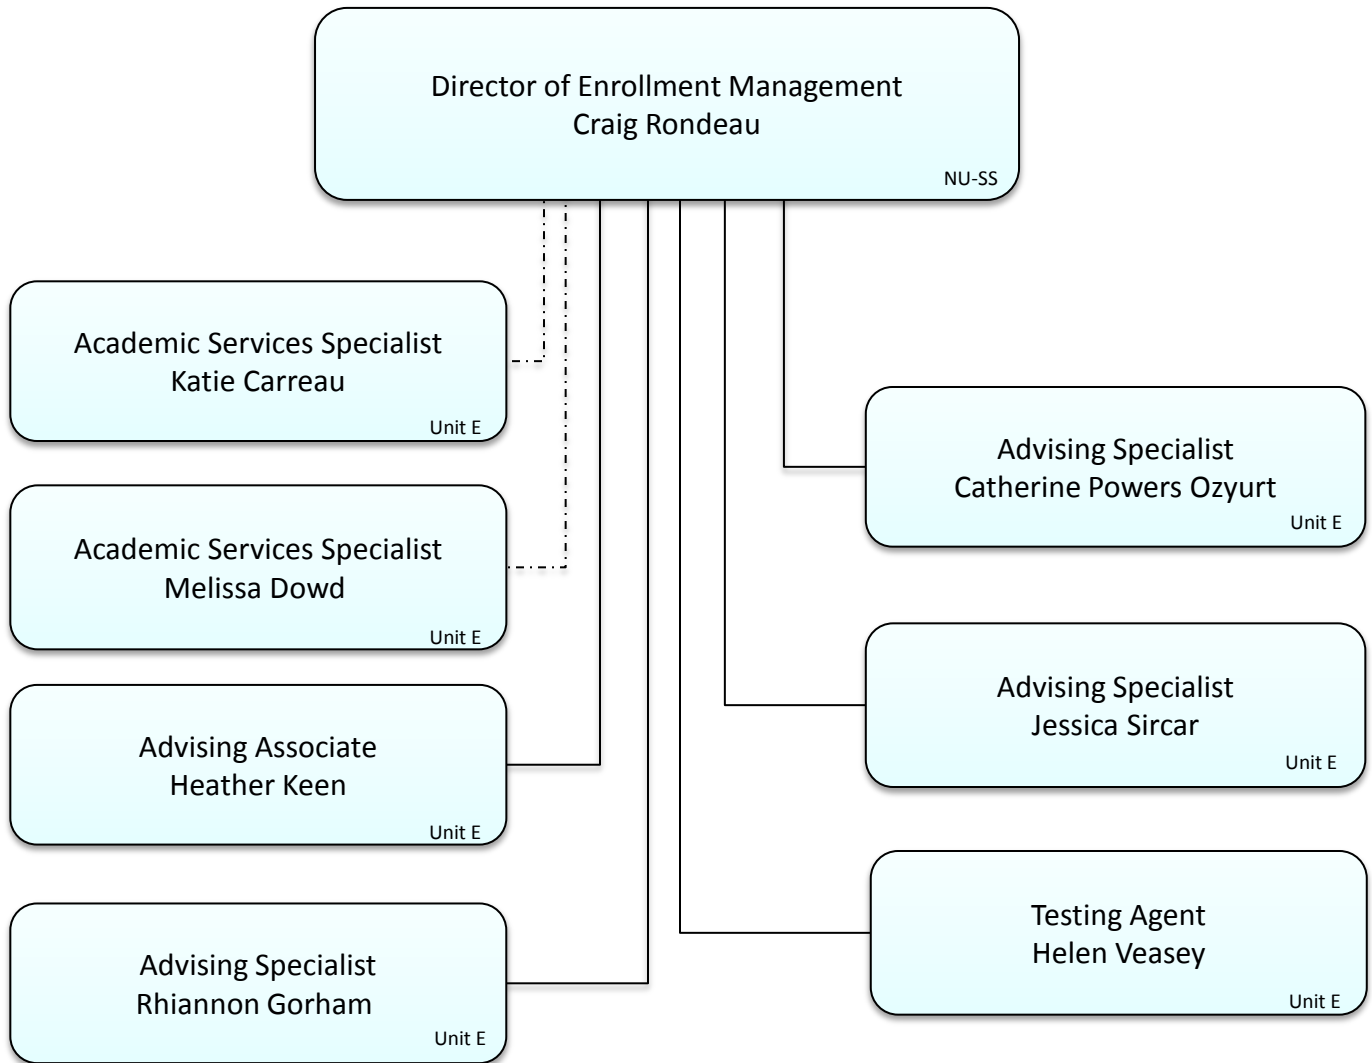 Director of Enrollment Management
Craig Rondeau
NU-SS
Academic Services Specialist
Katie Carreau
Unit E
Academic Services Specialist
Melissa Dowd
Unit E
Advising Associate
Heather Keen
Unit E
Advising Specialist
Rhiannon Gorham
Unit E
Advising Specialist
Catherine Powers Ozyurt
Unit E
Advising Specialist
Jessica Sircar
Unit E
Testing Agent
Helen Veasey
Unit E